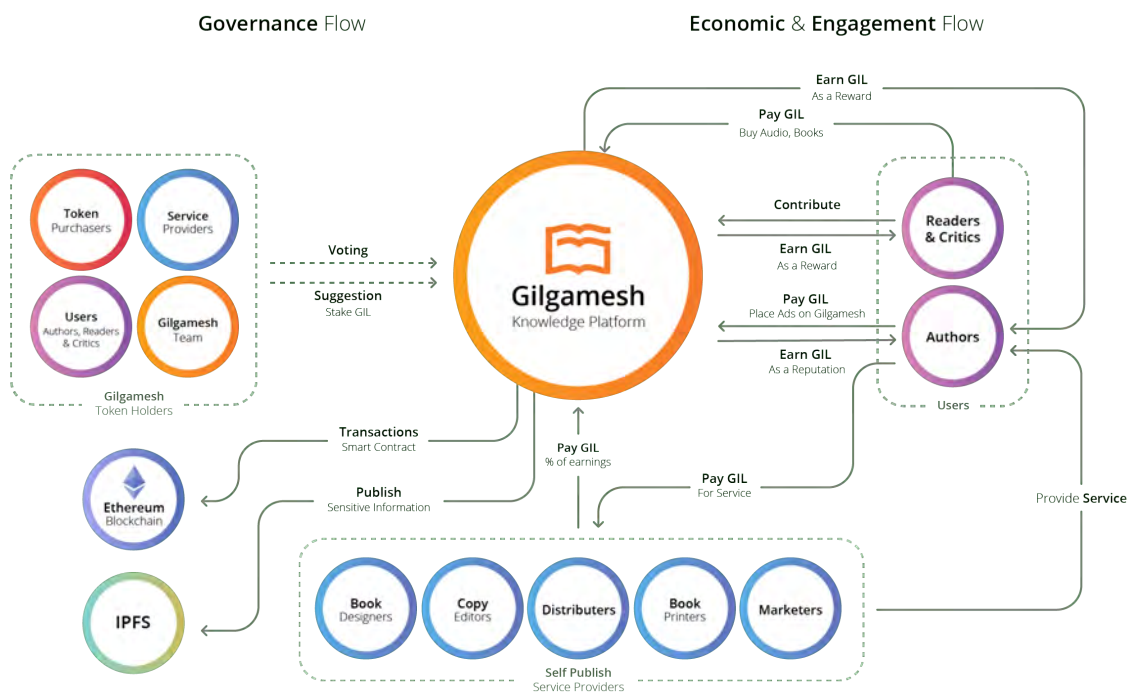 Governance Flow
Economic & Engagement Flow
Earn GIL
As a Reward
Pay GIL
Buy Audio, Books
Token
Purchasers
Service
Providers
Users
Authors, Readers
& Critics
Gilgamesh
Team
Gilgamesh
Token Holders
Voting
Suggestion
Stake GIL
Gilgamesh
Knowledge Platform
Contribute
Earn GIL
As a Reward
Pay GIL
Place Ads on Gilgamesh
Earn GIL
As a Reputation
Readers
& Critics
Authors
Users
Transactions
Smart Contract
Publish
Sensitive Information
Ethereum
Blockchain
IPFS
Pay GIL
% of earnings
Pay GIL
For Service
Provide Service
Book
Designers
Copy
Editors
Distributers
Book
Printers
Marketers
Self Publish
Service Providers